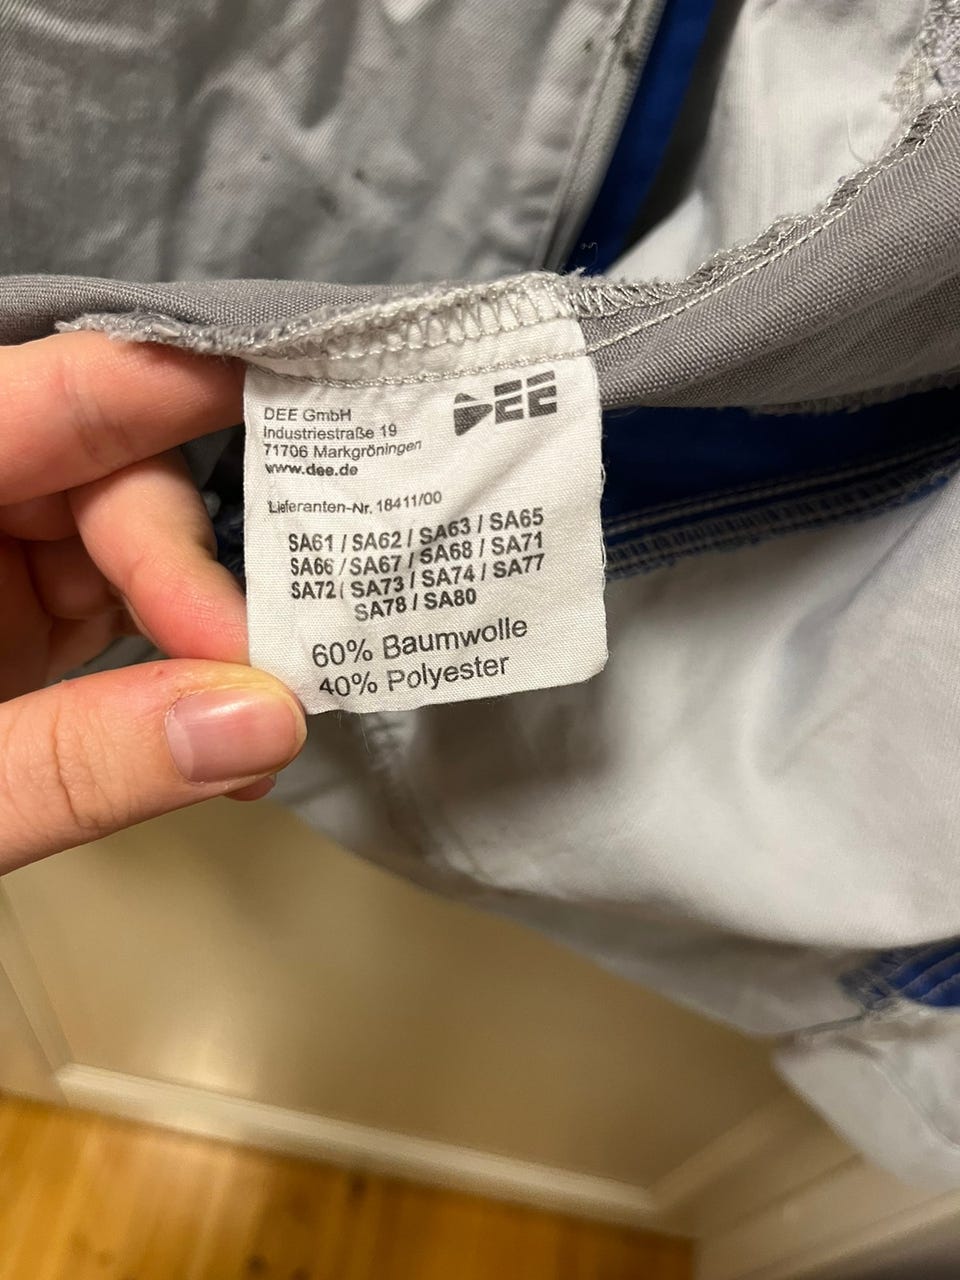 DEE
DEE GmbH
Industriestraße 19
71706 Markgröningen
www.dee.de
Lieferanten-Nr. 18411/00
SA61 / SA62 / SA63 / SA65
SA66 / SA67 / SA68 / SA71
SA72 / SA73 / SA74 / SA77
SA78 / SA80
60% Baumwolle
40% Polyester